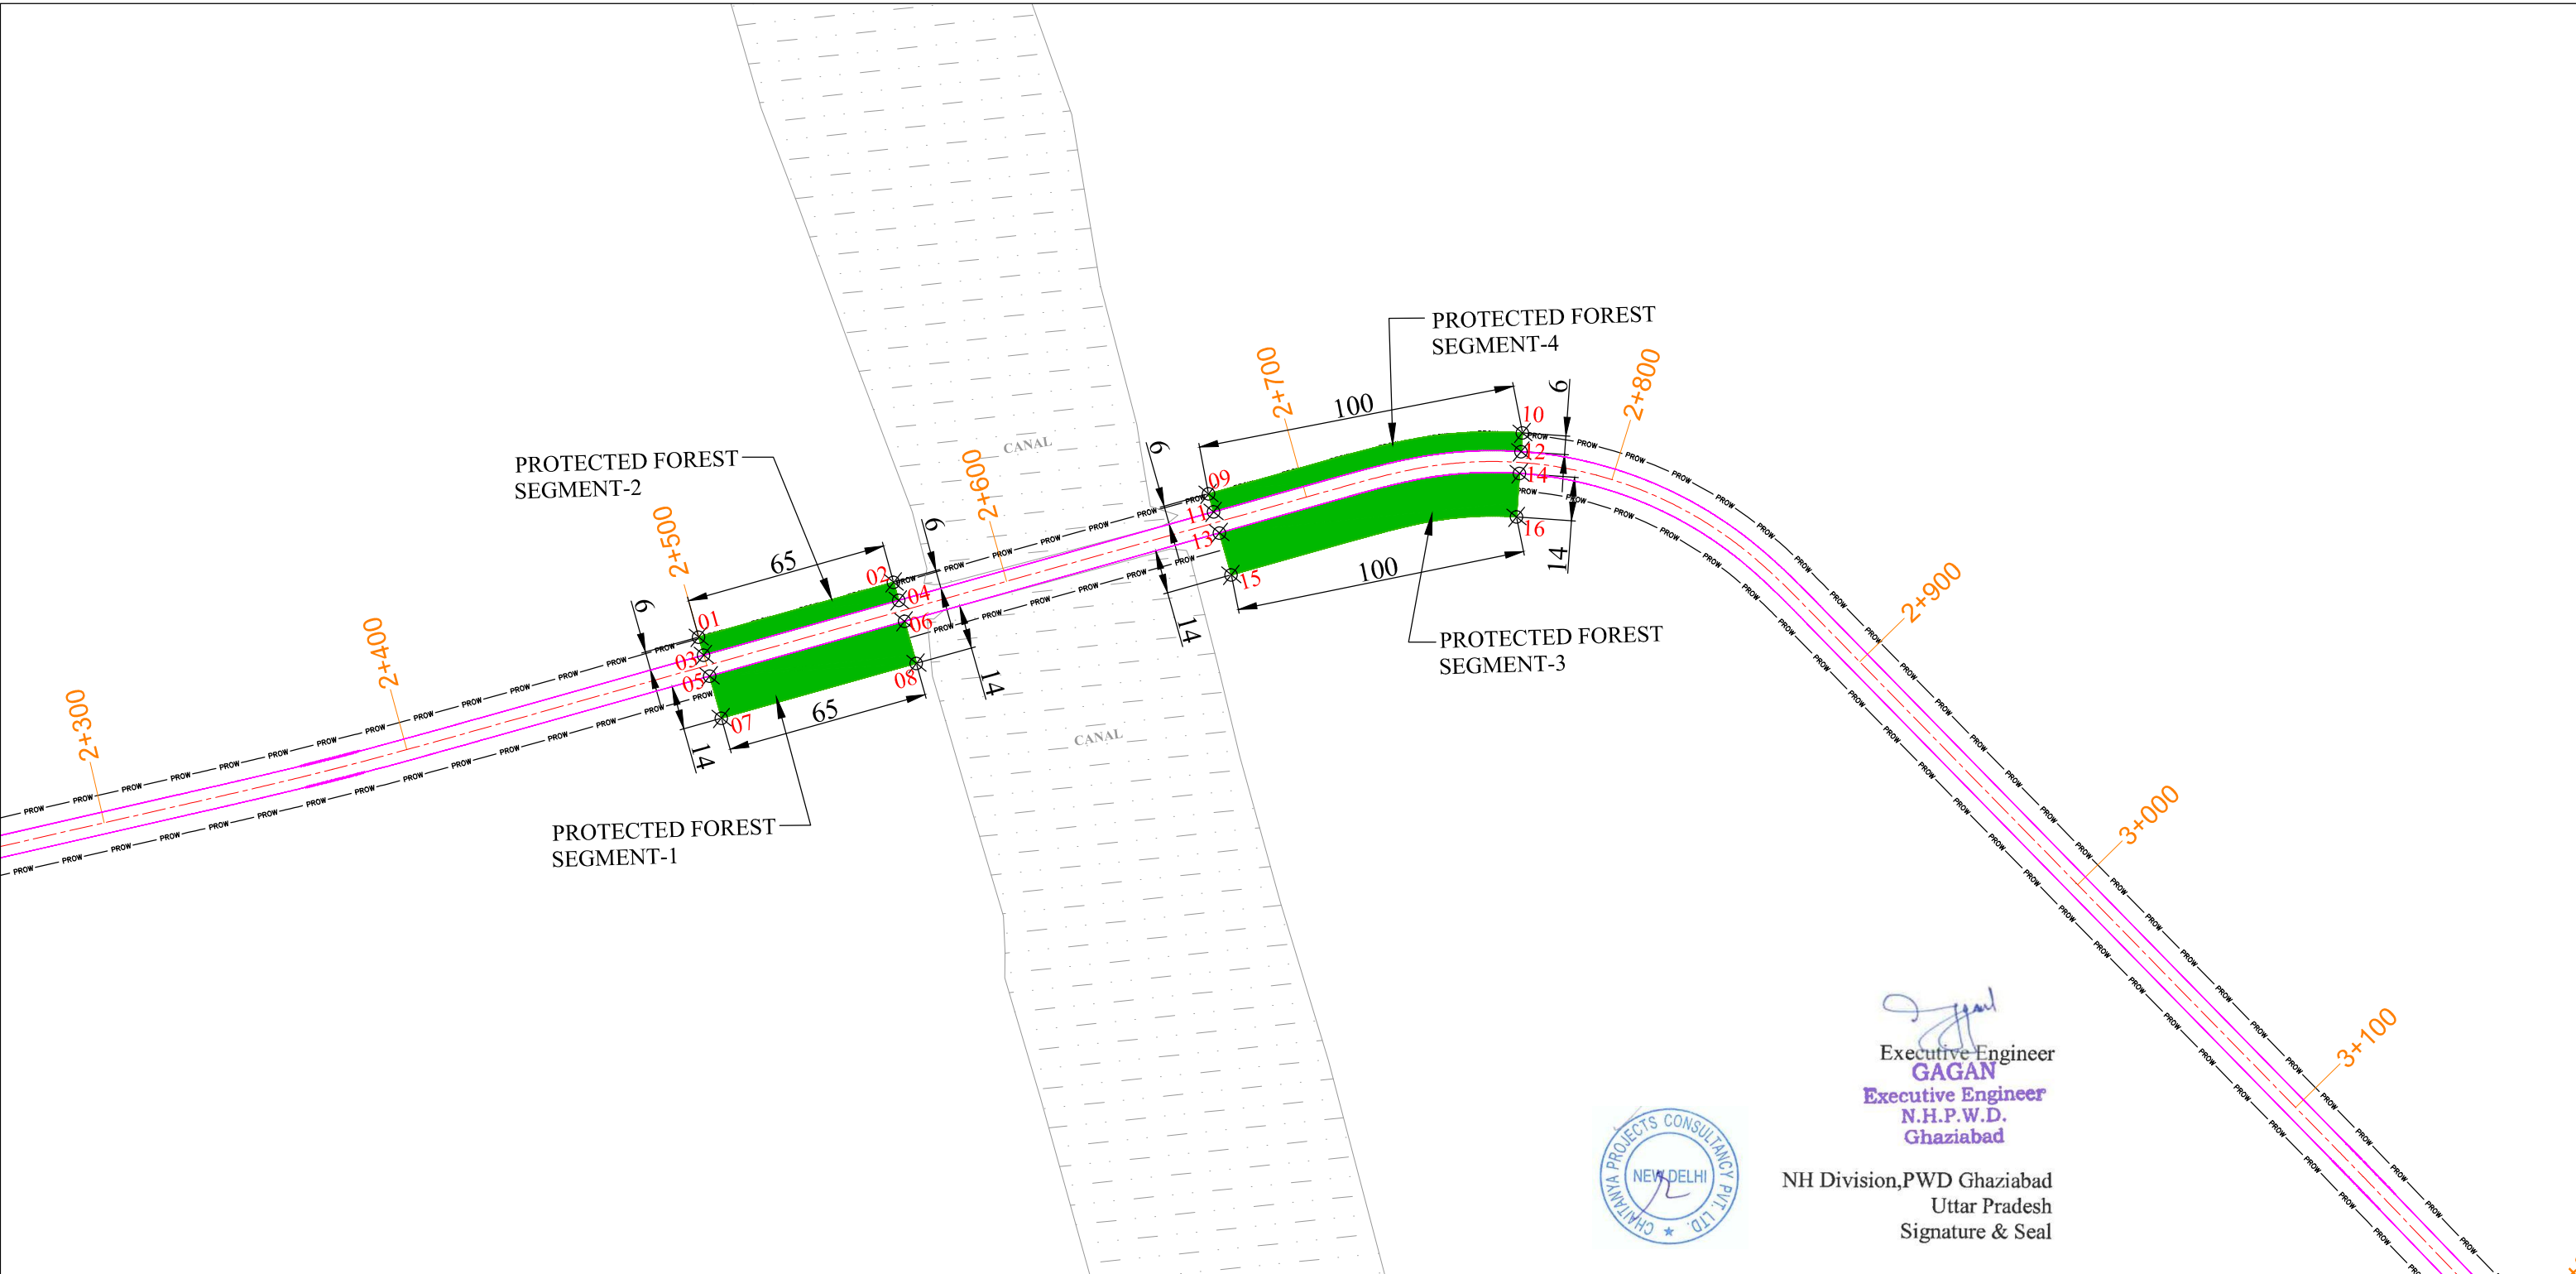 PROTECTED FOREST
SEGMENT-4
2+700
2+800
100
6
10
12
14
16
14
09
11
13
15
6
14
100
PROTECTED FOREST
SEGMENT-3
CANAL
2+600
PROTECTED FOREST
SEGMENT-2
2+500
65
02
04
06
08
6
14
01
03
05
07
6
14
65
PROTECTED FOREST
SEGMENT-1
2+400
2+300
CANAL
2+900
3+000
3+100
PROW
Executive Engineer
GAGAN
Executive Engineer
N.H.P.W.D.
Ghaziabad
NH Division,PWD Ghaziabad
Uttar Pradesh
Signature & Seal
CHAITANYA PROJECTS CONSULTANCY PVT. LTD.
NEW DELHI